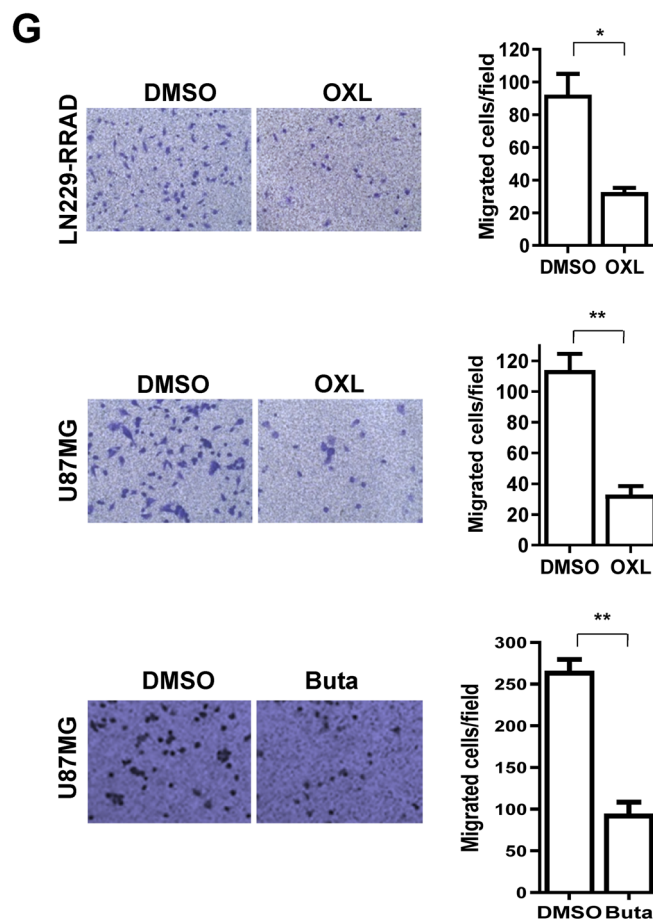 G
DMSO OXL
LN229-RRAD
*
Migrated cells/field
120
100
80
60
40
20
0
DMSO OXL
DMSO OXL
U87MG
**
Migrated cells/field
120
100
80
60
40
20
0
DMSO OXL
DMSO Buta
U87MG
**
Migrated cells/field
300
250
200
150
100
50
0
DMSO Buta